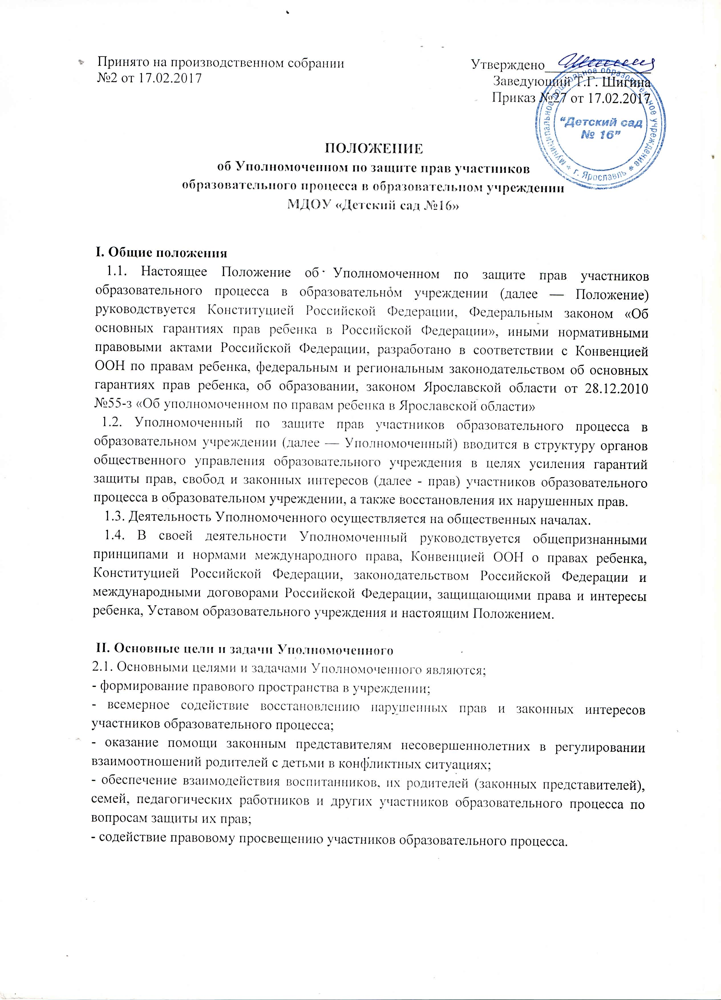 Принято на производственном собрании
№2 от 17.02.2017
Утверждено
Заведующий Т.Г. Шигина
Приказ №27 от 17.02.2017
Муниципальное дошкольное образовательное учреждение * г. Ярославль *
“Детский сад
№ 16”
ПОЛОЖЕНИЕ
об Уполномоченном по защите прав участников
образовательного процесса в образовательном учреждении
МДОУ «Детский сад №16»
I. Общие положения
1.1. Настоящее Положение об Уполномоченном по защите прав участников
образовательного процесса в образовательном учреждении (далее — Положение)
руководствуется Конституцией Российской Федерации, Федеральным законом «Об
основных гарантиях прав ребенка в Российской Федерации», иными нормативными
правовыми актами Российской Федерации, разработано в соответствии с Конвенцией
ООН по правам ребенка, федеральным и региональным законодательством об основных
гарантиях прав ребенка, об образовании, законом Ярославской области от 28.12.2010
№55-з «Об уполномоченном по правам ребенка в Ярославской области»
1.2. Уполномоченный по защите прав участников образовательного процесса в
образовательном учреждении (далее — Уполномоченный) вводится в структуру органов
общественного управления образовательного учреждения в целях усиления гарантий
защиты прав, свобод и законных интересов (далее - прав) участников образовательного
процесса в образовательном учреждении, а также восстановления их нарушенных прав.
1.3. Деятельность Уполномоченного осуществляется на общественных началах.
1.4. В своей деятельности Уполномоченный руководствуется общепризнанными
принципами и нормами международного права, Конвенцией ООН о правах ребенка,
Конституцией Российской Федерации, законодательством Российской Федерации и
международными договорами Российской Федерации, защищающими права и интересы
ребенка, Уставом образовательного учреждения и настоящим Положением.
II. Основные цели и задачи Уполномоченного
2.1. Основными целями и задачами Уполномоченного являются;
- формирование правового пространства в учреждении;
- всемерное содействие восстановлению нарушенных прав и законных интересов
участников образовательного процесса;
- оказание помощи законным представителям несовершеннолетних в регулировании
взаимоотношений родителей с детьми в конфликтных ситуациях;
- обеспечение взаимодействия воспитанников, их родителей (законных представителей),
семей, педагогических работников и других участников образовательного процесса по
вопросам защиты их прав;
- содействие правовому просвещению участников образовательного процесса.